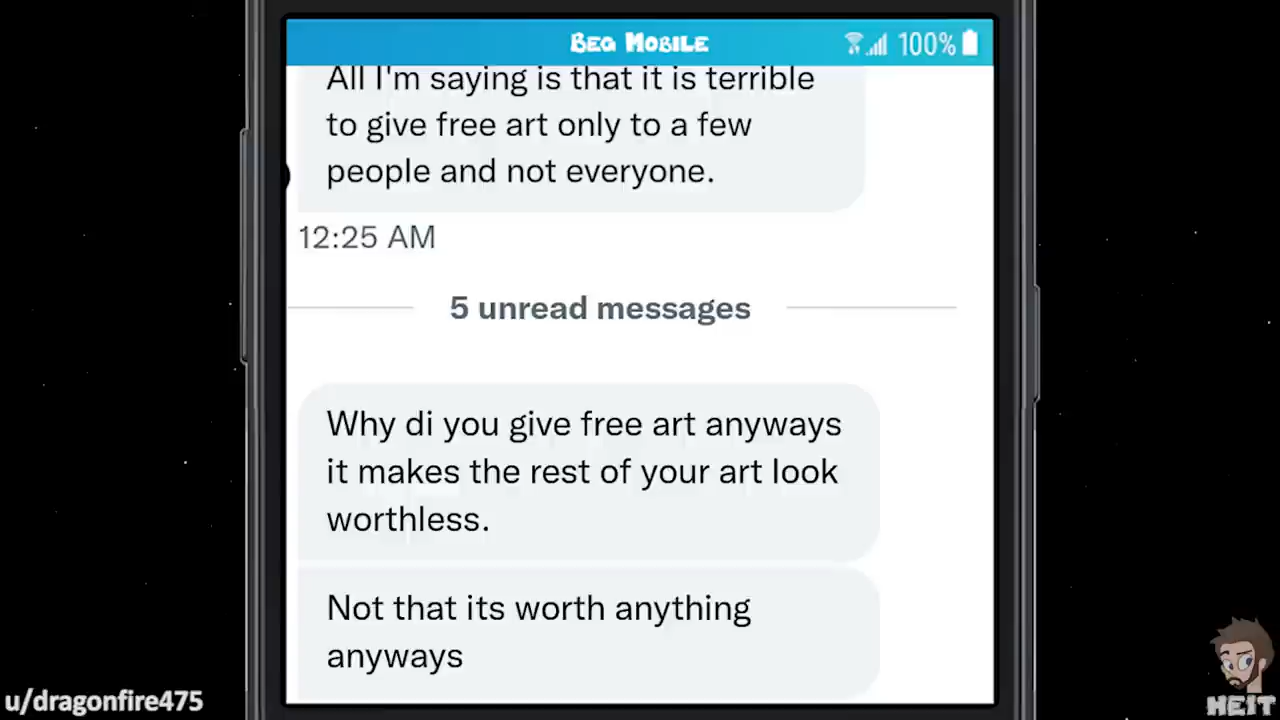 Beg Mobile
100%
All I'm saying is that it is terrible
to give free art only to a few
people and not everyone.
12:25 AM
5 unread messages
Why di you give free art anyways
it makes the rest of your art look
worthless.
Not that its worth anything
anyways
u/dragonfire475
HEIT